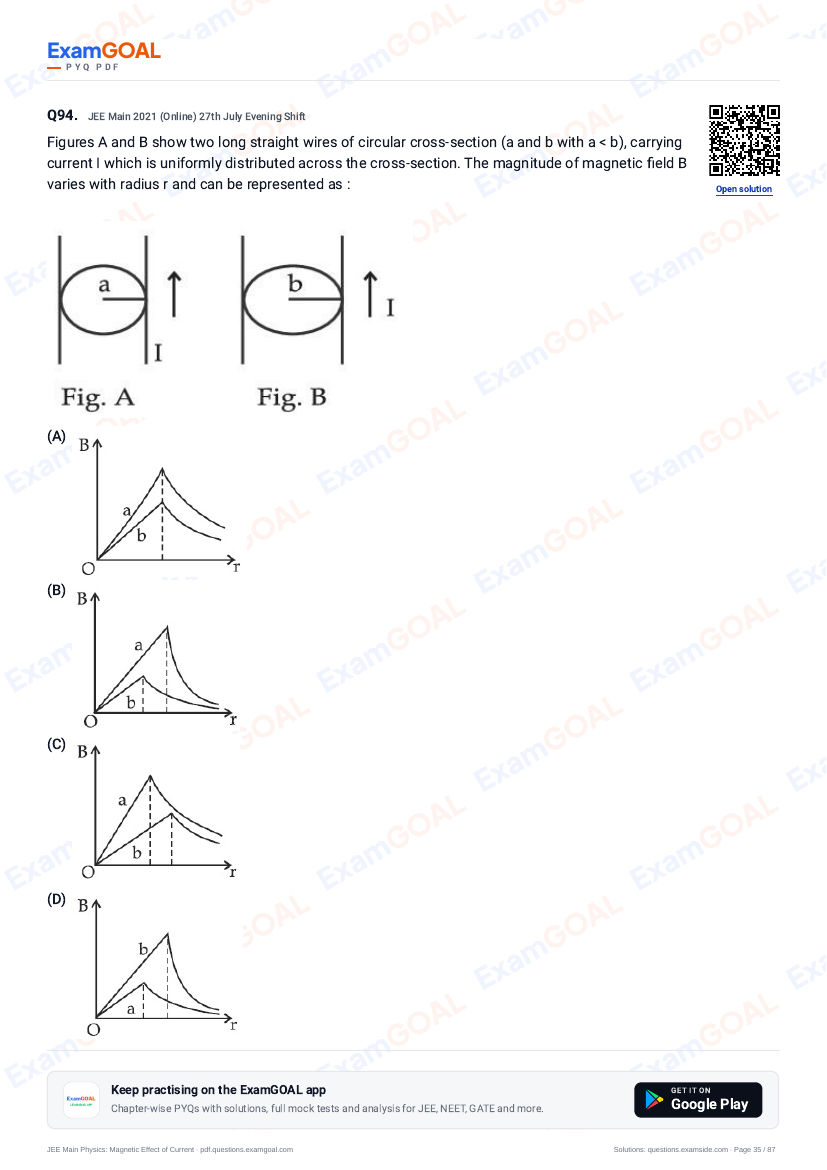 ExamGOAL
PYQ PDF
Q94. JEE Main 2021 (Online) 27th July Evening Shift
Figures A and B show two long straight wires of circular cross-section (a and b with a < b), carrying
current I which is uniformly distributed across the cross-section. The magnitude of magnetic field B
varies with radius r and can be represented as :
Open solution
a
I
Fig. A
b
I
Fig. B
(A)
B
a
b
O
r
(B)
B
a
b
O
r
(C)
B
a
b
O
r
(D)
B
b
a
O
r
ExamGOAL
Keep practising on the ExamGOAL app
Chapter-wise PYQs with solutions, full mock tests and analysis for JEE, NEET, GATE and more.
GET IT ON
Google Play
JEE Main Physics: Magnetic Effect of Current · pdf.questions.examgoal.com
Solutions: questions.examside.com · Page 35 / 87